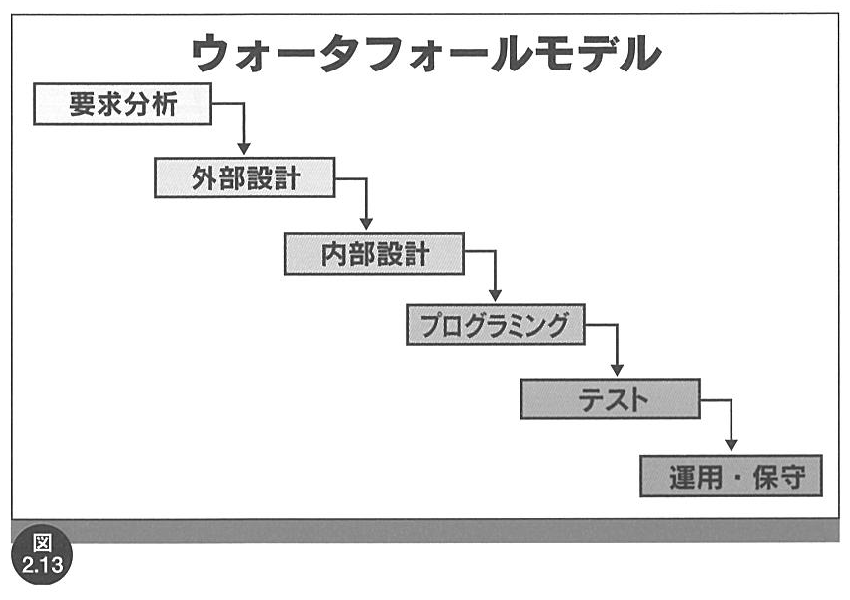 ウォータフォールモデル
要求分析
外部設計
内部設計
プログラミング
テスト
運用・保守
図
2.13